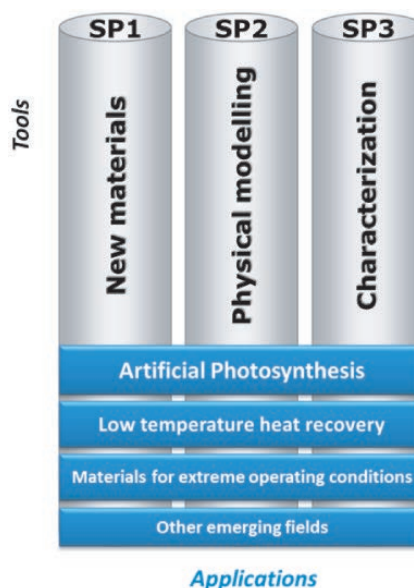 SP1 SP2 SP3
Tools
New materials
Physical modelling
Characterization
Artificial Photosynthesis
Low temperature heat recovery
Materials for extreme operating conditions
Other emerging fields
Applications